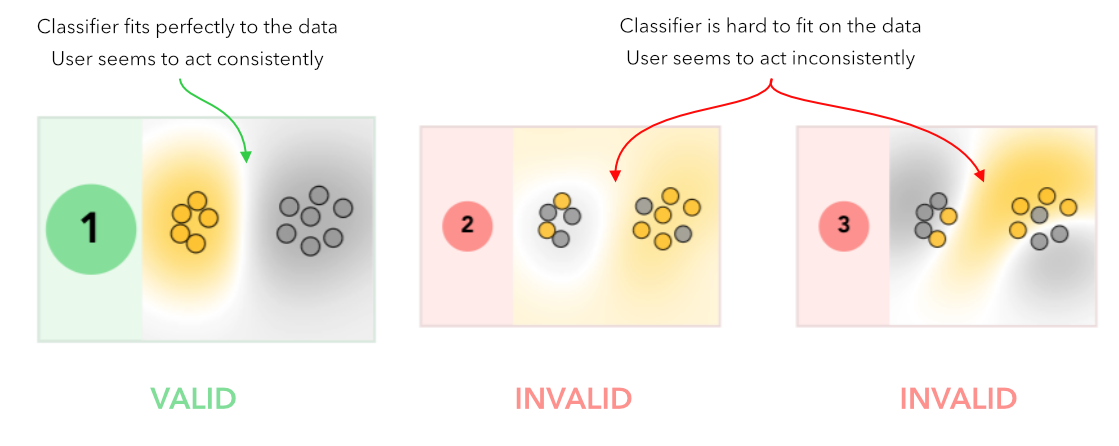 Classifier fits perfectly to the data
User seems to act consistently
Classifier is hard to fit on the data
User seems to act inconsistently
1
2
3
VALID
INVALID
INVALID